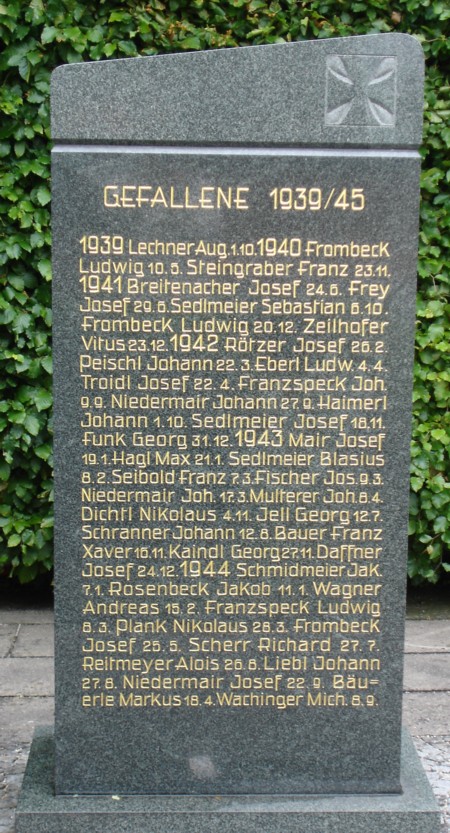 GEFALLENE 1939/45
1939 Lechner Aug. 1.10. 1940 Frombeck
Ludwig 10.5. Steingraber Franz 23.11.
1941 Breitenacher Josef 24.6. Frey
Josef 29.6. Sedlmeier Sebastian 6.10.
Frombeck Ludwig 20.12. Zeilhofer
Vitus 23.12. 1942 Rötzer Josef 26.2.
Peischl Johann 22.3. Eberl Ludw. 4.4.
Troidl Josef 22.4. Franzspeck Joh.
9.9. Niedermair Johann 27.9. Haimerl
Johann 1.10. Sedlmeier Josef 18.11.
Funk Georg 31.12. 1943 Mair Josef
19.1. Hagl Max 21.1. Sedlmeier Blasius
8.2. Seibold Franz 7.3. Fischer Jos. 9.3.
Niedermair Joh. 17.3. Multerer Joh. 8.4.
Dichtl Nikolaus 4.11. Jell Georg 12.7.
Schranner Johann 12.8. Bauer Franz
Xaver 16.11. Kaindl Georg 27.11. Daffner
Josef 24.12. 1944 Schmidmeier Jak.
7.1. Rosenbeck Jakob 11.1. Wagner
Andreas 15.2. Franzspeck Ludwig
6.3. Plank Nikolaus 28.3. Frombeck
Josef 25.5. Scherr Richard 27.7.
Reitmeyer Alois 26.8. Liebl Johann
27.8. Niedermair Josef 22.9. Bäu=
erle Markus 18.4. Wachinger Mich. 8.9.